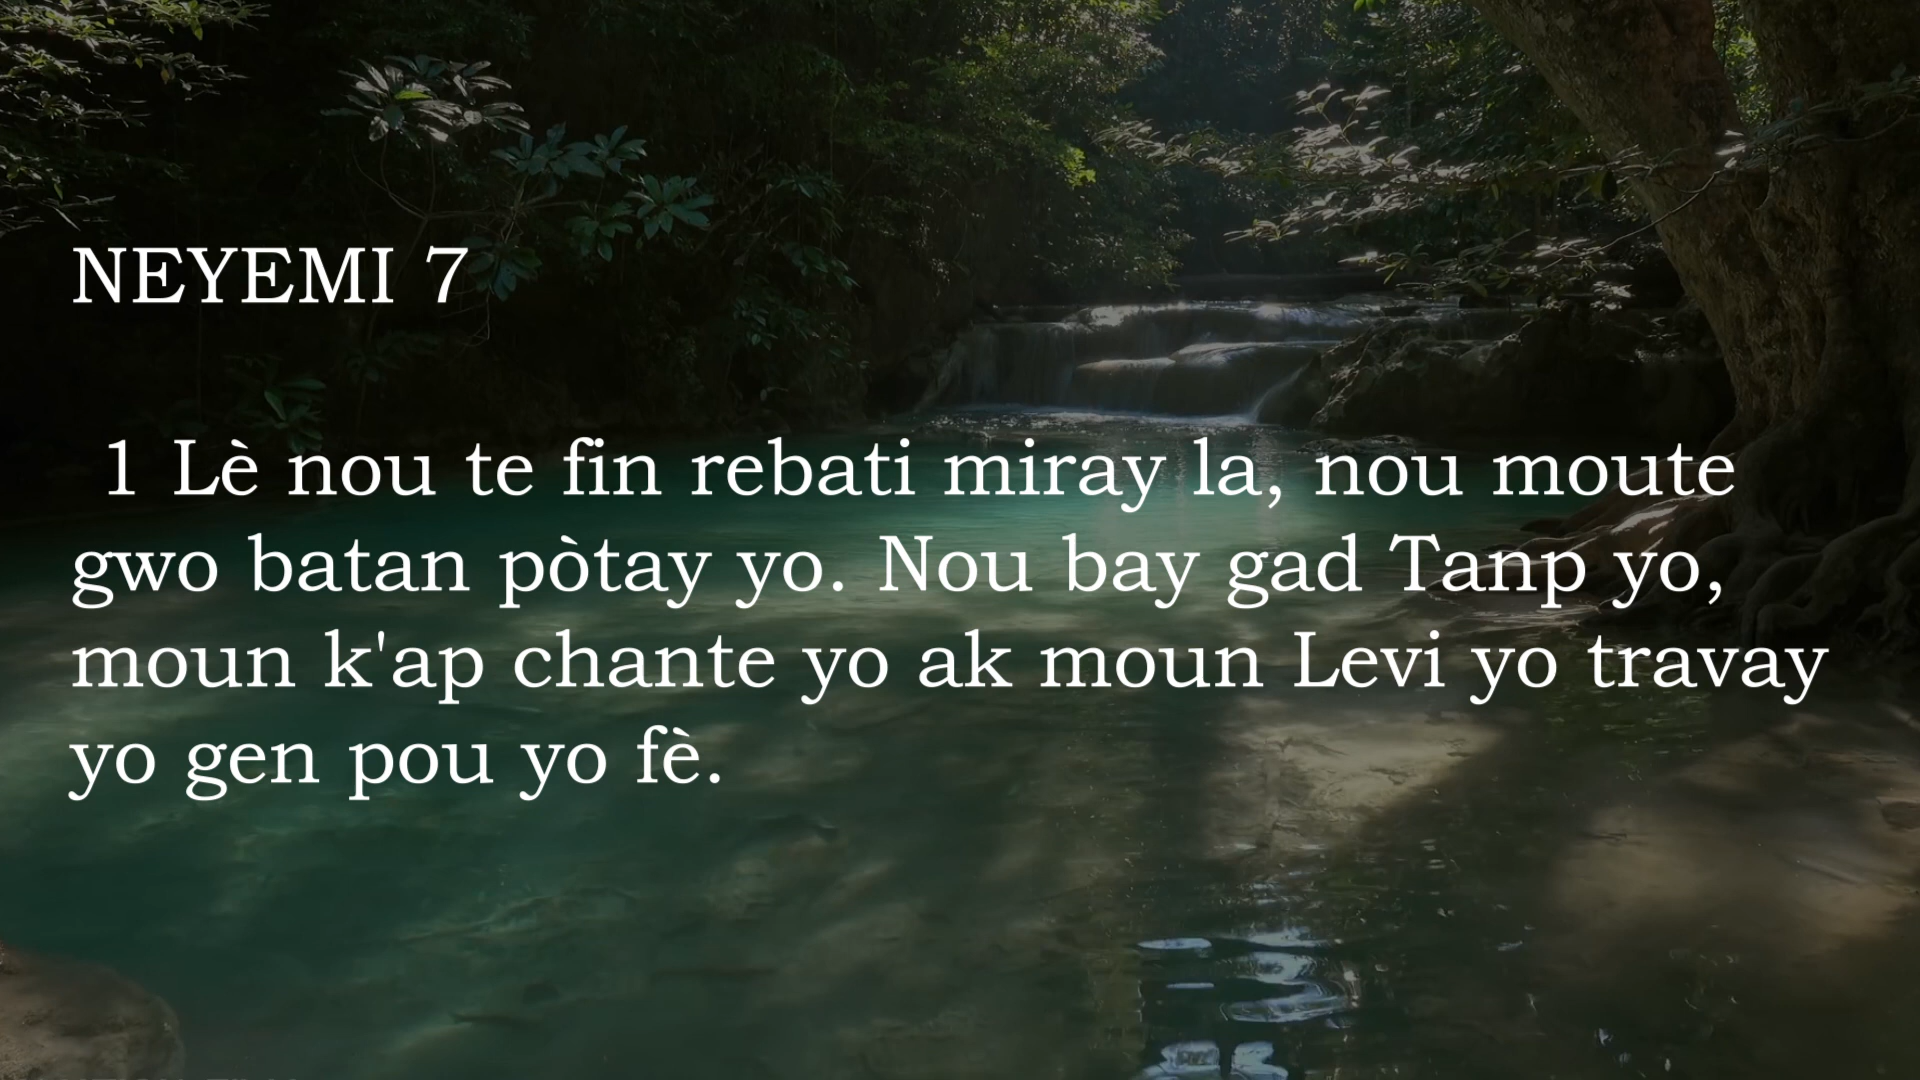 NEYEMI 7
1 Lè nou te fin rebati miray la, nou moute
gwo batan pòtay yo. Nou bay gad Tanp yo,
moun k'ap chante yo ak moun Levi yo travay
yo gen pou yo fè.